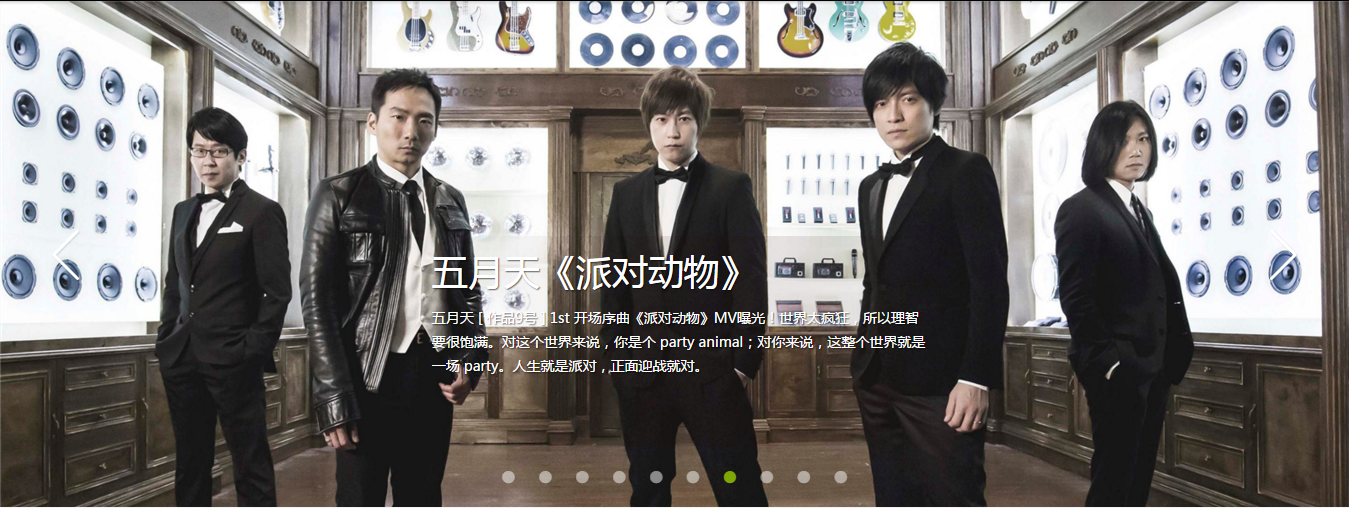 五月天《派对动物》
五月天 [ 作品9号 ] 1st 开场序曲《派对动物》MV曝光！世界太疯狂，所以理智
要很饱满。对这个世界来说，你是个 party animal；对你来说，这整个世界就是
一场 party。人生就是派对，正面迎战就对。